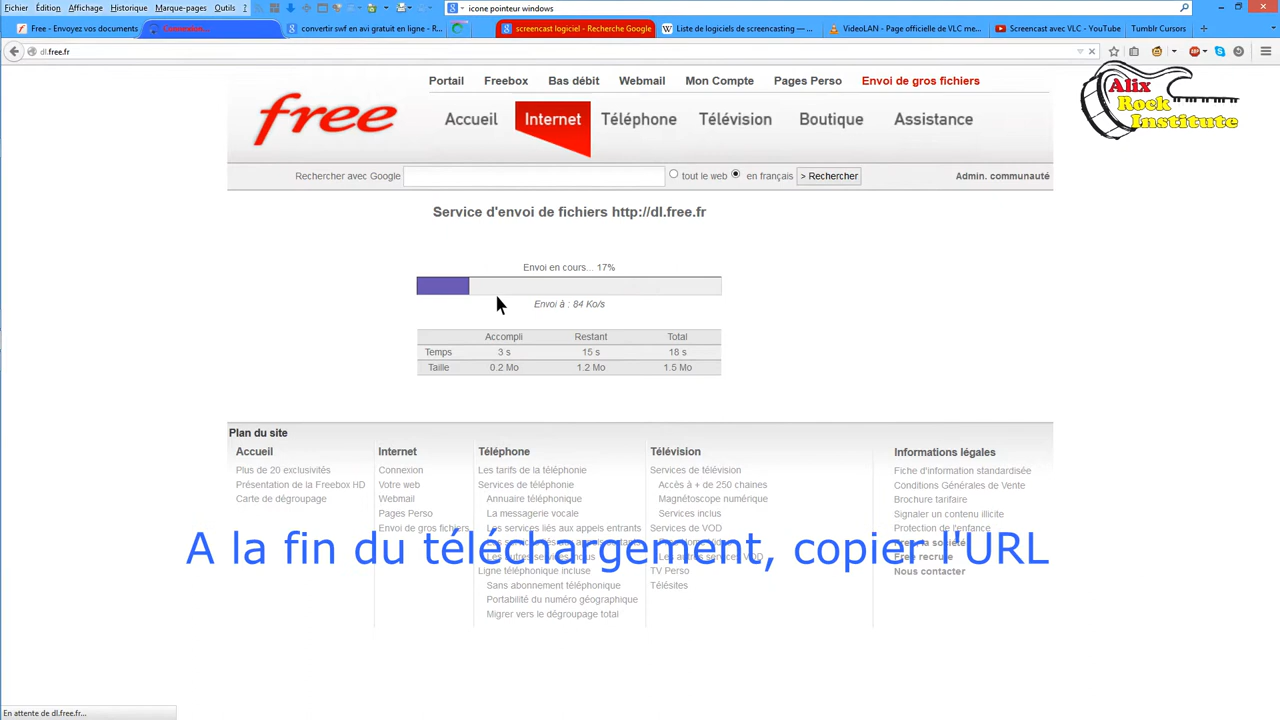 Fichier Édition Affichage Historique Marque-pages Outils ?
icone pointeur windows
Free - Envoyez vos documents
Connexion…
convertir swf en avi gratuit en ligne - R...
screencast logiciel - Recherche Google
Liste de logiciels de screencasting — ...
VideoLAN - Page officielle de VLC me...
Screencast avec VLC - YouTube
Tumblr Cursors
dl.free.fr
Portail Freebox Bas débit Webmail Mon Compte Pages Perso Envoi de gros fichiers
Alix Rock Institute
free
Accueil Internet Téléphone Télévision Boutique Assistance
Rechercher avec Google tout le web en français > Rechercher Admin. communauté
Service d'envoi de fichiers http://dl.free.fr
Envoi en cours... 17%
Envoi à : 84 Ko/s
Accompli Restant Total
Temps 3 s 15 s 18 s
Taille 0.2 Mo 1.2 Mo 1.5 Mo
Plan du site
Accueil
Plus de 20 exclusivités
Présentation de la Freebox HD
Carte de dégroupage
Internet
Connexion
Votre web
Webmail
Pages Perso
Envoi de gros fichiers
Téléphone
Les tarifs de la téléphonie
Services de téléphonie
Annuaire téléphonique
La messagerie vocale
Les services liés aux appels entrants
Ligne téléphonique incluse
Sans abonnement téléphonique
Portabilité du numéro géographique
Migrer vers le dégroupage total
Télévision
Services de télévision
Accès à + de 250 chaines
Magnétoscope numérique
Services inclus
Services de VOD
TV Perso
Télésites
Informations légales
Fiche d'information standardisée
Conditions Générales de Vente
Brochure tarifaire
Signaler un contenu illicite
Protection de l'enfance
Free recrute
Nous contacter
A la fin du téléchargement, copier l'URL
En attente de dl.free.fr...